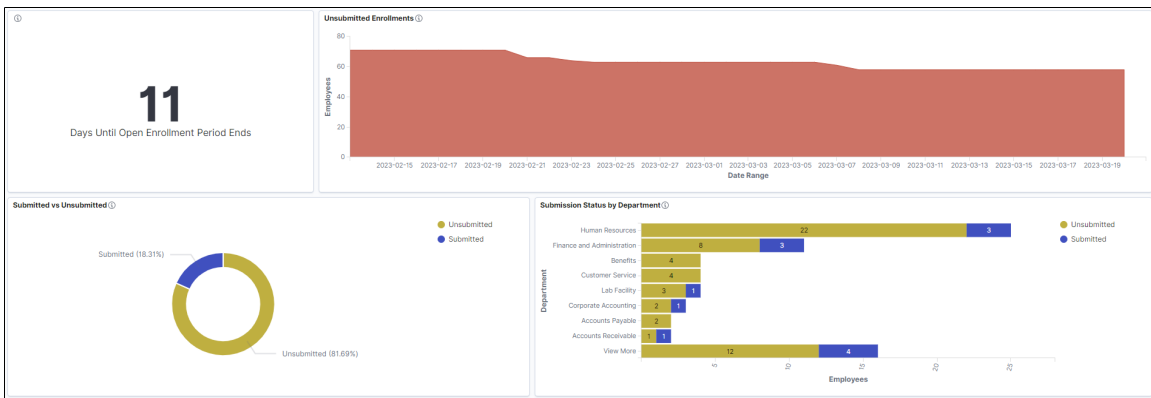 11
Days Until Open Enrollment Period Ends
Unsubmitted Enrollments
80
60
40
20
0
Employees
2023-02-15 2023-02-17 2023-02-19 2023-02-21 2023-02-23 2023-02-25 2023-02-27 2023-03-01 2023-03-03 2023-03-05 2023-03-07 2023-03-09 2023-03-11 2023-03-13 2023-03-15 2023-03-17 2023-03-19
Date Range
Submitted vs Unsubmitted
Unsubmitted
Submitted
Submitted (18.31%)
Unsubmitted (81.69%)
Submission Status by Department
Unsubmitted
Submitted
Department
Human Resources 22 3
Finance and Administration 8 3
Benefits 4
Customer Service 4
Lab Facility 3 1
Corporate Accounting 2 1
Accounts Payable 2
Accounts Receivable 1 1
View More 12 4
5 10 15 20 25
Employees